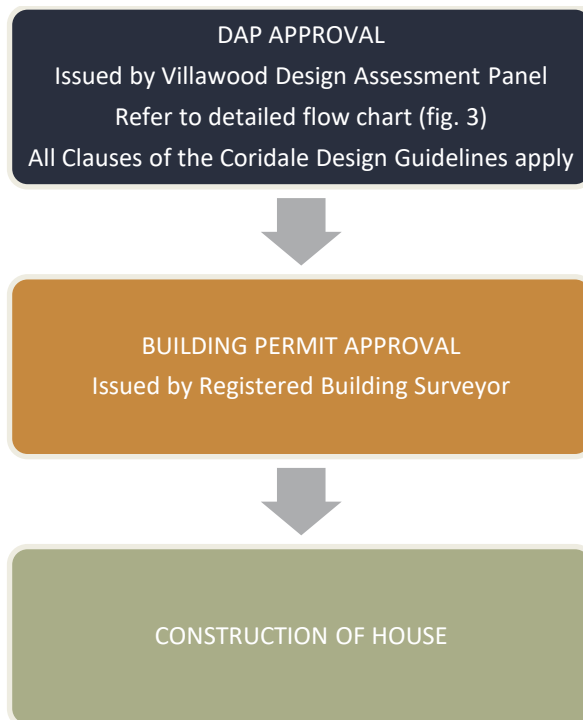 DAP APPROVAL
Issued by Villawood Design Assessment Panel
Refer to detailed flow chart (fig. 3)
All Clauses of the Coridale Design Guidelines apply
BUILDING PERMIT APPROVAL
Issued by Registered Building Surveyor
CONSTRUCTION OF HOUSE